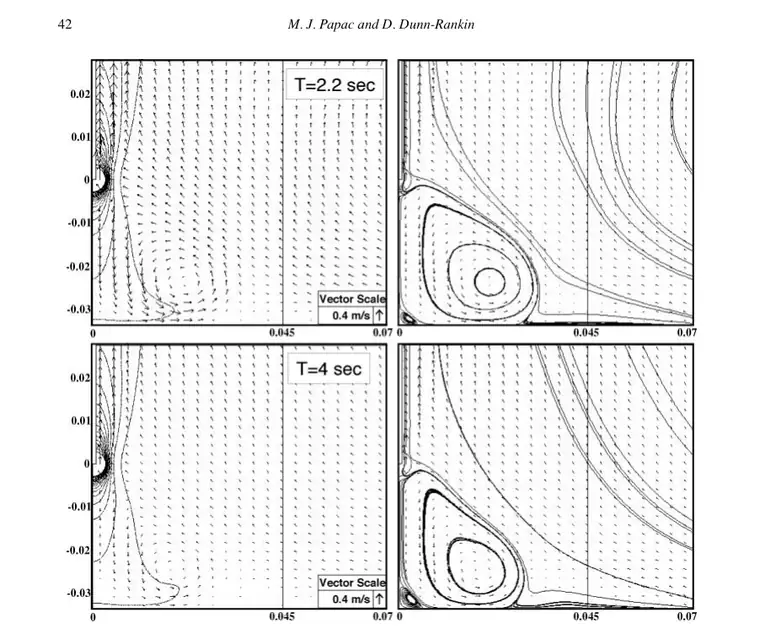 42
M. J. Papac and D. Dunn-Rankin
T=2.2 sec
0.02
0.01
0
-0.01
-0.02
-0.03
Vector Scale
0.4 m/s ↑
0 0.045 0.07 0 0.045 0.07
T=4 sec
0.02
0.01
0
-0.01
-0.02
-0.03
Vector Scale
0.4 m/s ↑
0 0.045 0.07 0 0.045 0.07